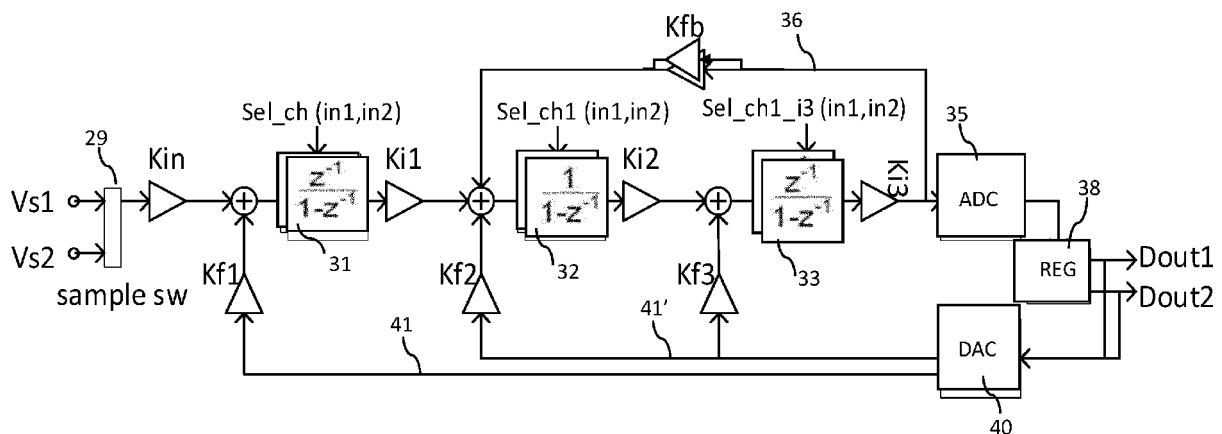 Kfb
36
Sel_ch (in1,in2)
Sel_ch1 (in1,in2)
Sel_ch1_i3 (in1,in2)
35
29
Kin
Ki1
Ki2
Ki3
Vs1
Vs2
z⁻¹
1-z⁻¹
1
1-z⁻¹
z⁻¹
1-z⁻¹
ADC
38
31
32
33
REG
Dout1
Dout2
sample sw
Kf1
Kf2
Kf3
41
41'
DAC
40